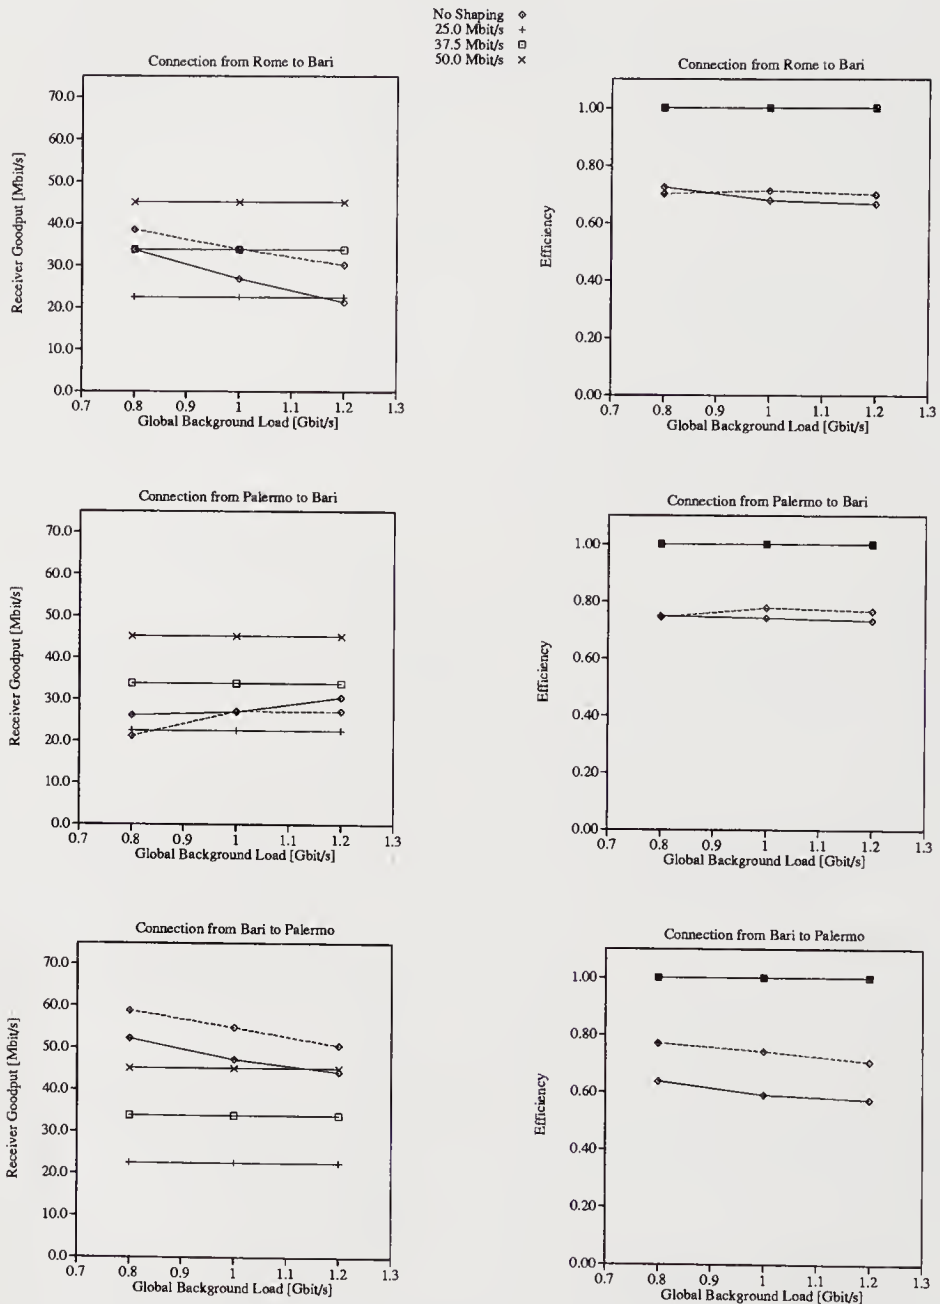 No Shaping
25.0 Mbit/s
37.5 Mbit/s
50.0 Mbit/s
Connection from Rome to Bari
Receiver Goodput [Mbit/s]
70.0
60.0
50.0
40.0
30.0
20.0
10.0
0.0
0.7 0.8 0.9 1 1.1 1.2 1.3
Global Background Load [Gbit/s]
Connection from Rome to Bari
Efficiency
1.00
0.80
0.60
0.40
0.20
0.00
0.7 0.8 0.9 1 1.1 1.2 1.3
Global Background Load [Gbit/s]
Connection from Palermo to Bari
Receiver Goodput [Mbit/s]
70.0
60.0
50.0
40.0
30.0
20.0
10.0
0.0
0.7 0.8 0.9 1 1.1 1.2 1.3
Global Background Load [Gbit/s]
Connection from Palermo to Bari
Efficiency
1.00
0.80
0.60
0.40
0.20
0.00
0.7 0.8 0.9 1 1.1 1.2 1.3
Global Background Load [Gbit/s]
Connection from Bari to Palermo
Receiver Goodput [Mbit/s]
70.0
60.0
50.0
40.0
30.0
20.0
10.0
0.0
0.7 0.8 0.9 1 1.1 1.2 1.3
Global Background Load [Gbit/s]
Connection from Bari to Palermo
Efficiency
1.00
0.80
0.60
0.40
0.20
0.00
0.7 0.8 0.9 1 1.1 1.2 1.3
Global Background Load [Gbit/s]